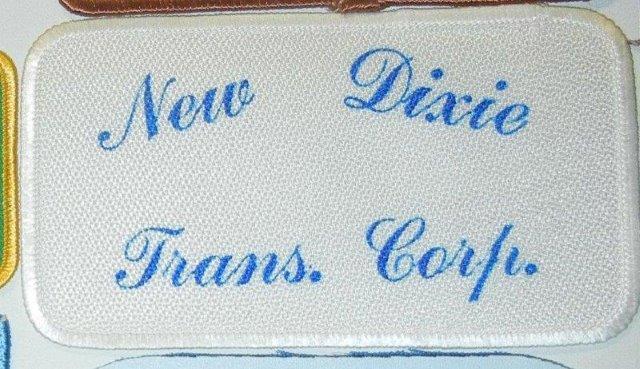 New Dixie
Trans. Corp.